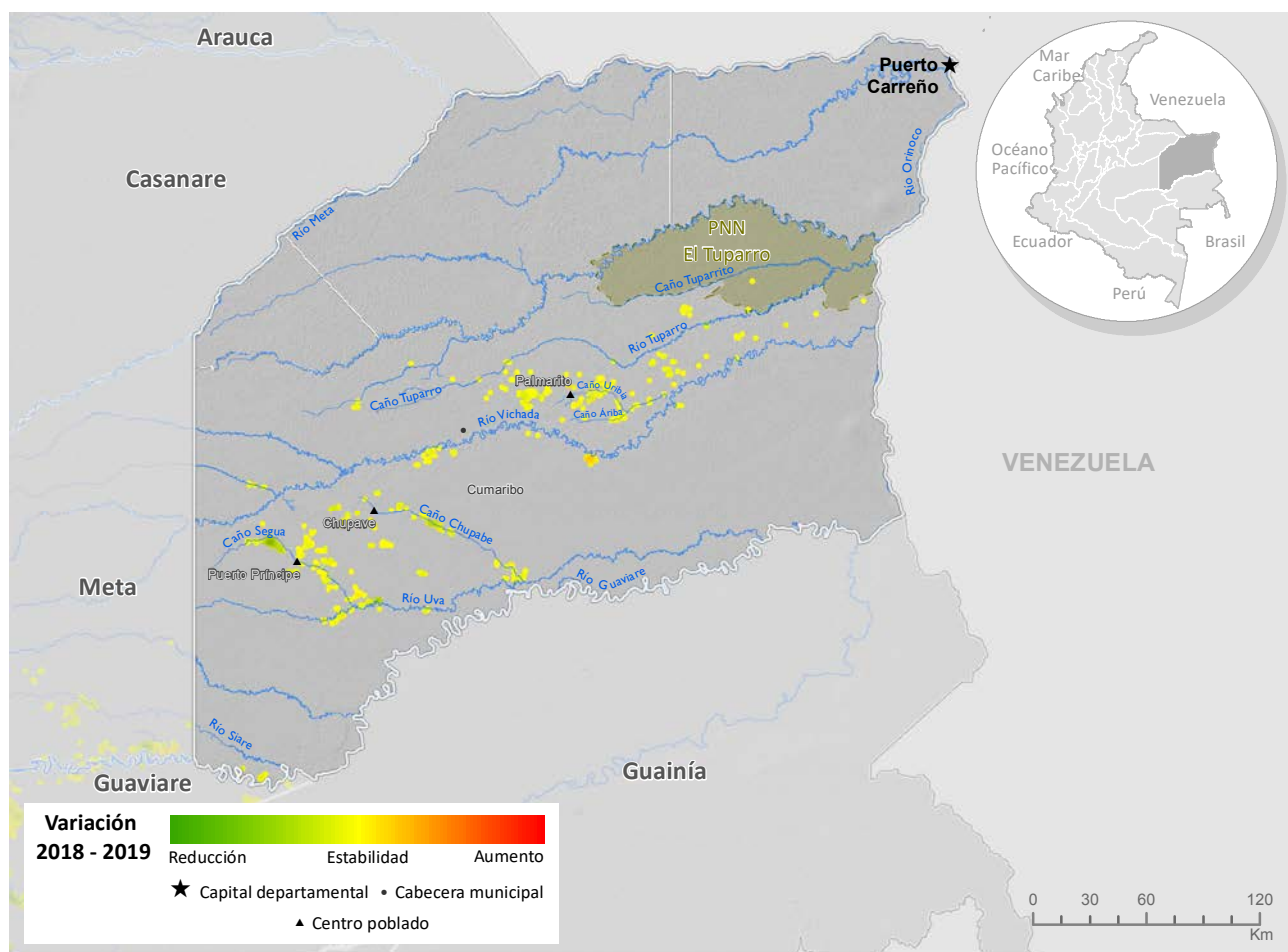 Arauca
Puerto
Carreño
Mar
Caribe
Venezuela
Océano
Pacífico
Ecuador
Brasil
Perú
Casanare
Río Orinoco
Río Meta
PNN
El Tuparro
Caño Tuparrito
Río Tuparro
Palmarito
Caño Uribia
Caño Tuparro
Caño Ariba
Río Vichada
VENEZUELA
Cumaribo
Chupave
Caño Chupabe
Caño Segua
Puerto Príncipe
Río Guaviare
Meta
Río Uva
Río Siare
Guaviare
Guainía
Variación
2018 - 2019
Reducción Estabilidad Aumento
Capital departamental
Cabecera municipal
Centro poblado
0 30 60 120
Km